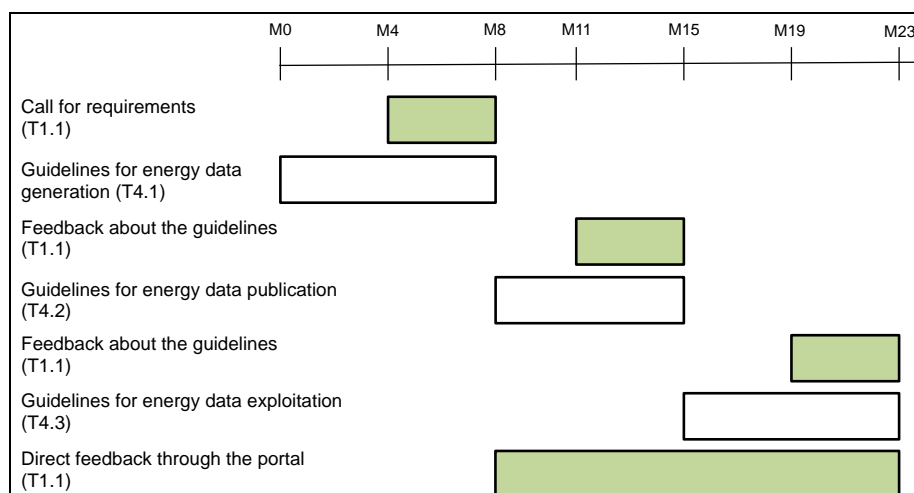 M0 M4 M8 M11 M15 M19 M23
Call for requirements
(T1.1)
Guidelines for energy data
generation (T4.1)
Feedback about the guidelines
(T1.1)
Guidelines for energy data publication
(T4.2)
Feedback about the guidelines
(T1.1)
Guidelines for energy data exploitation
(T4.3)
Direct feedback through the portal
(T1.1)